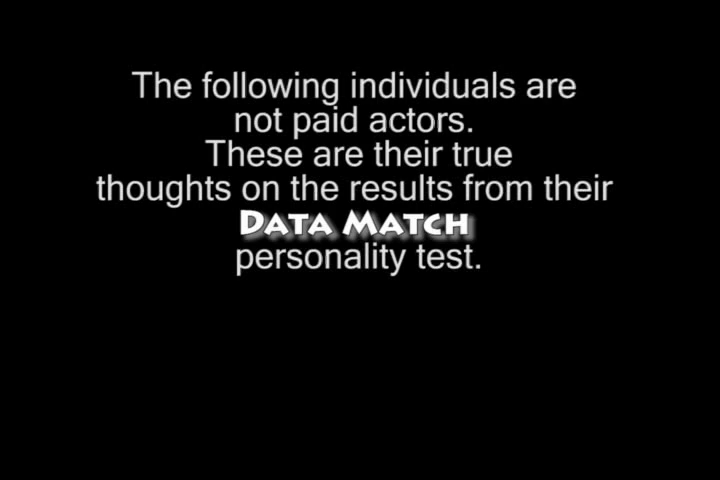 The following individuals are
not paid actors.
These are their true
thoughts on the results from their
DATA MATCH
personality test.